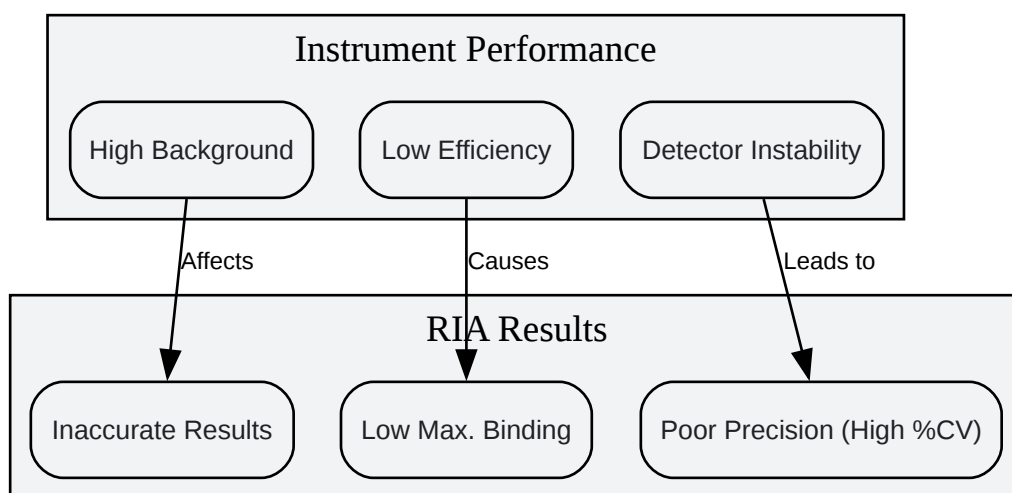 Instrument Performance
High Background
Low Efficiency
Detector Instability
Affects
Causes
Leads to
RIA Results
Inaccurate Results
Low Max. Binding
Poor Precision (High %CV)